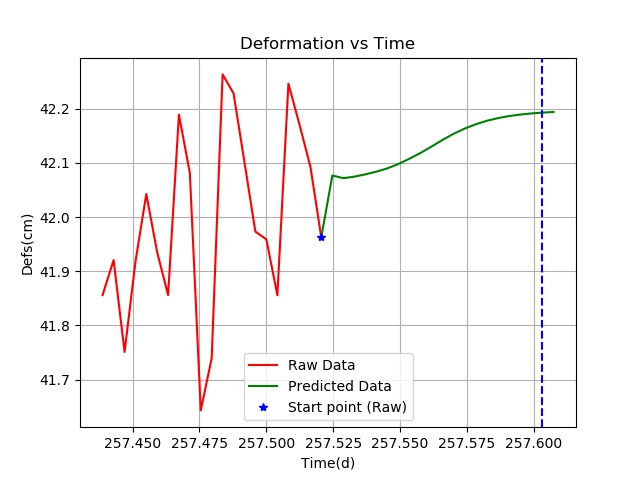 Deformation vs Time
Defs(cm)
42.2
42.1
42.0
41.9
41.8
41.7
Raw Data
Predicted Data
Start point (Raw)
257.450 257.475 257.500 257.525 257.550 257.575 257.600
Time(d)